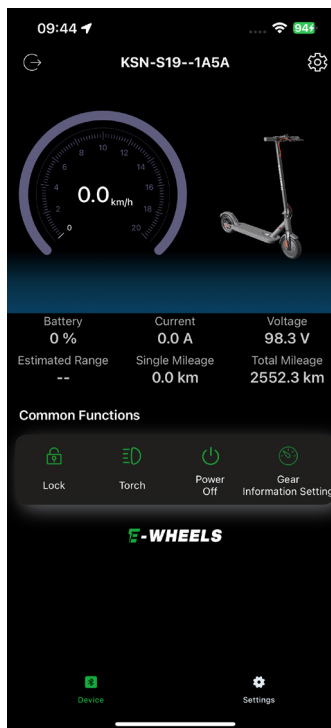 09:44
94
KSN-S19--1A5A
0 2 4 6 8 10 12 14 16 18 20
0.0 km/h
Battery Current Voltage
0 % 0.0 A 98.3 V
Estimated Range Single Mileage Total Mileage
-- 0.0 km 2552.3 km
Common Functions
Lock Torch Power Off Gear Information Setting
E-WHEELS
Device Settings